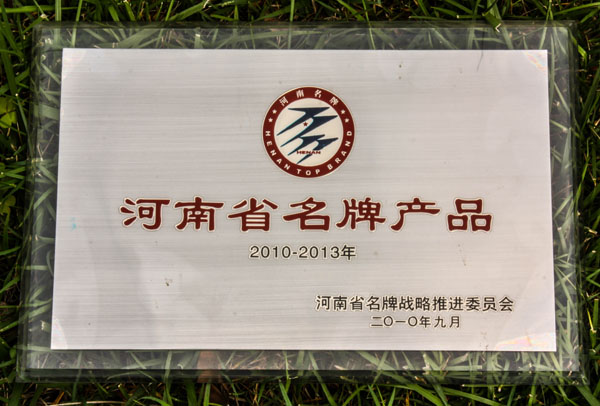 河南名牌
HENAN TOP BRAND
HENAN
河南省名牌产品
2010-2013年
河南省名牌战略推进委员会
二〇一〇年九月